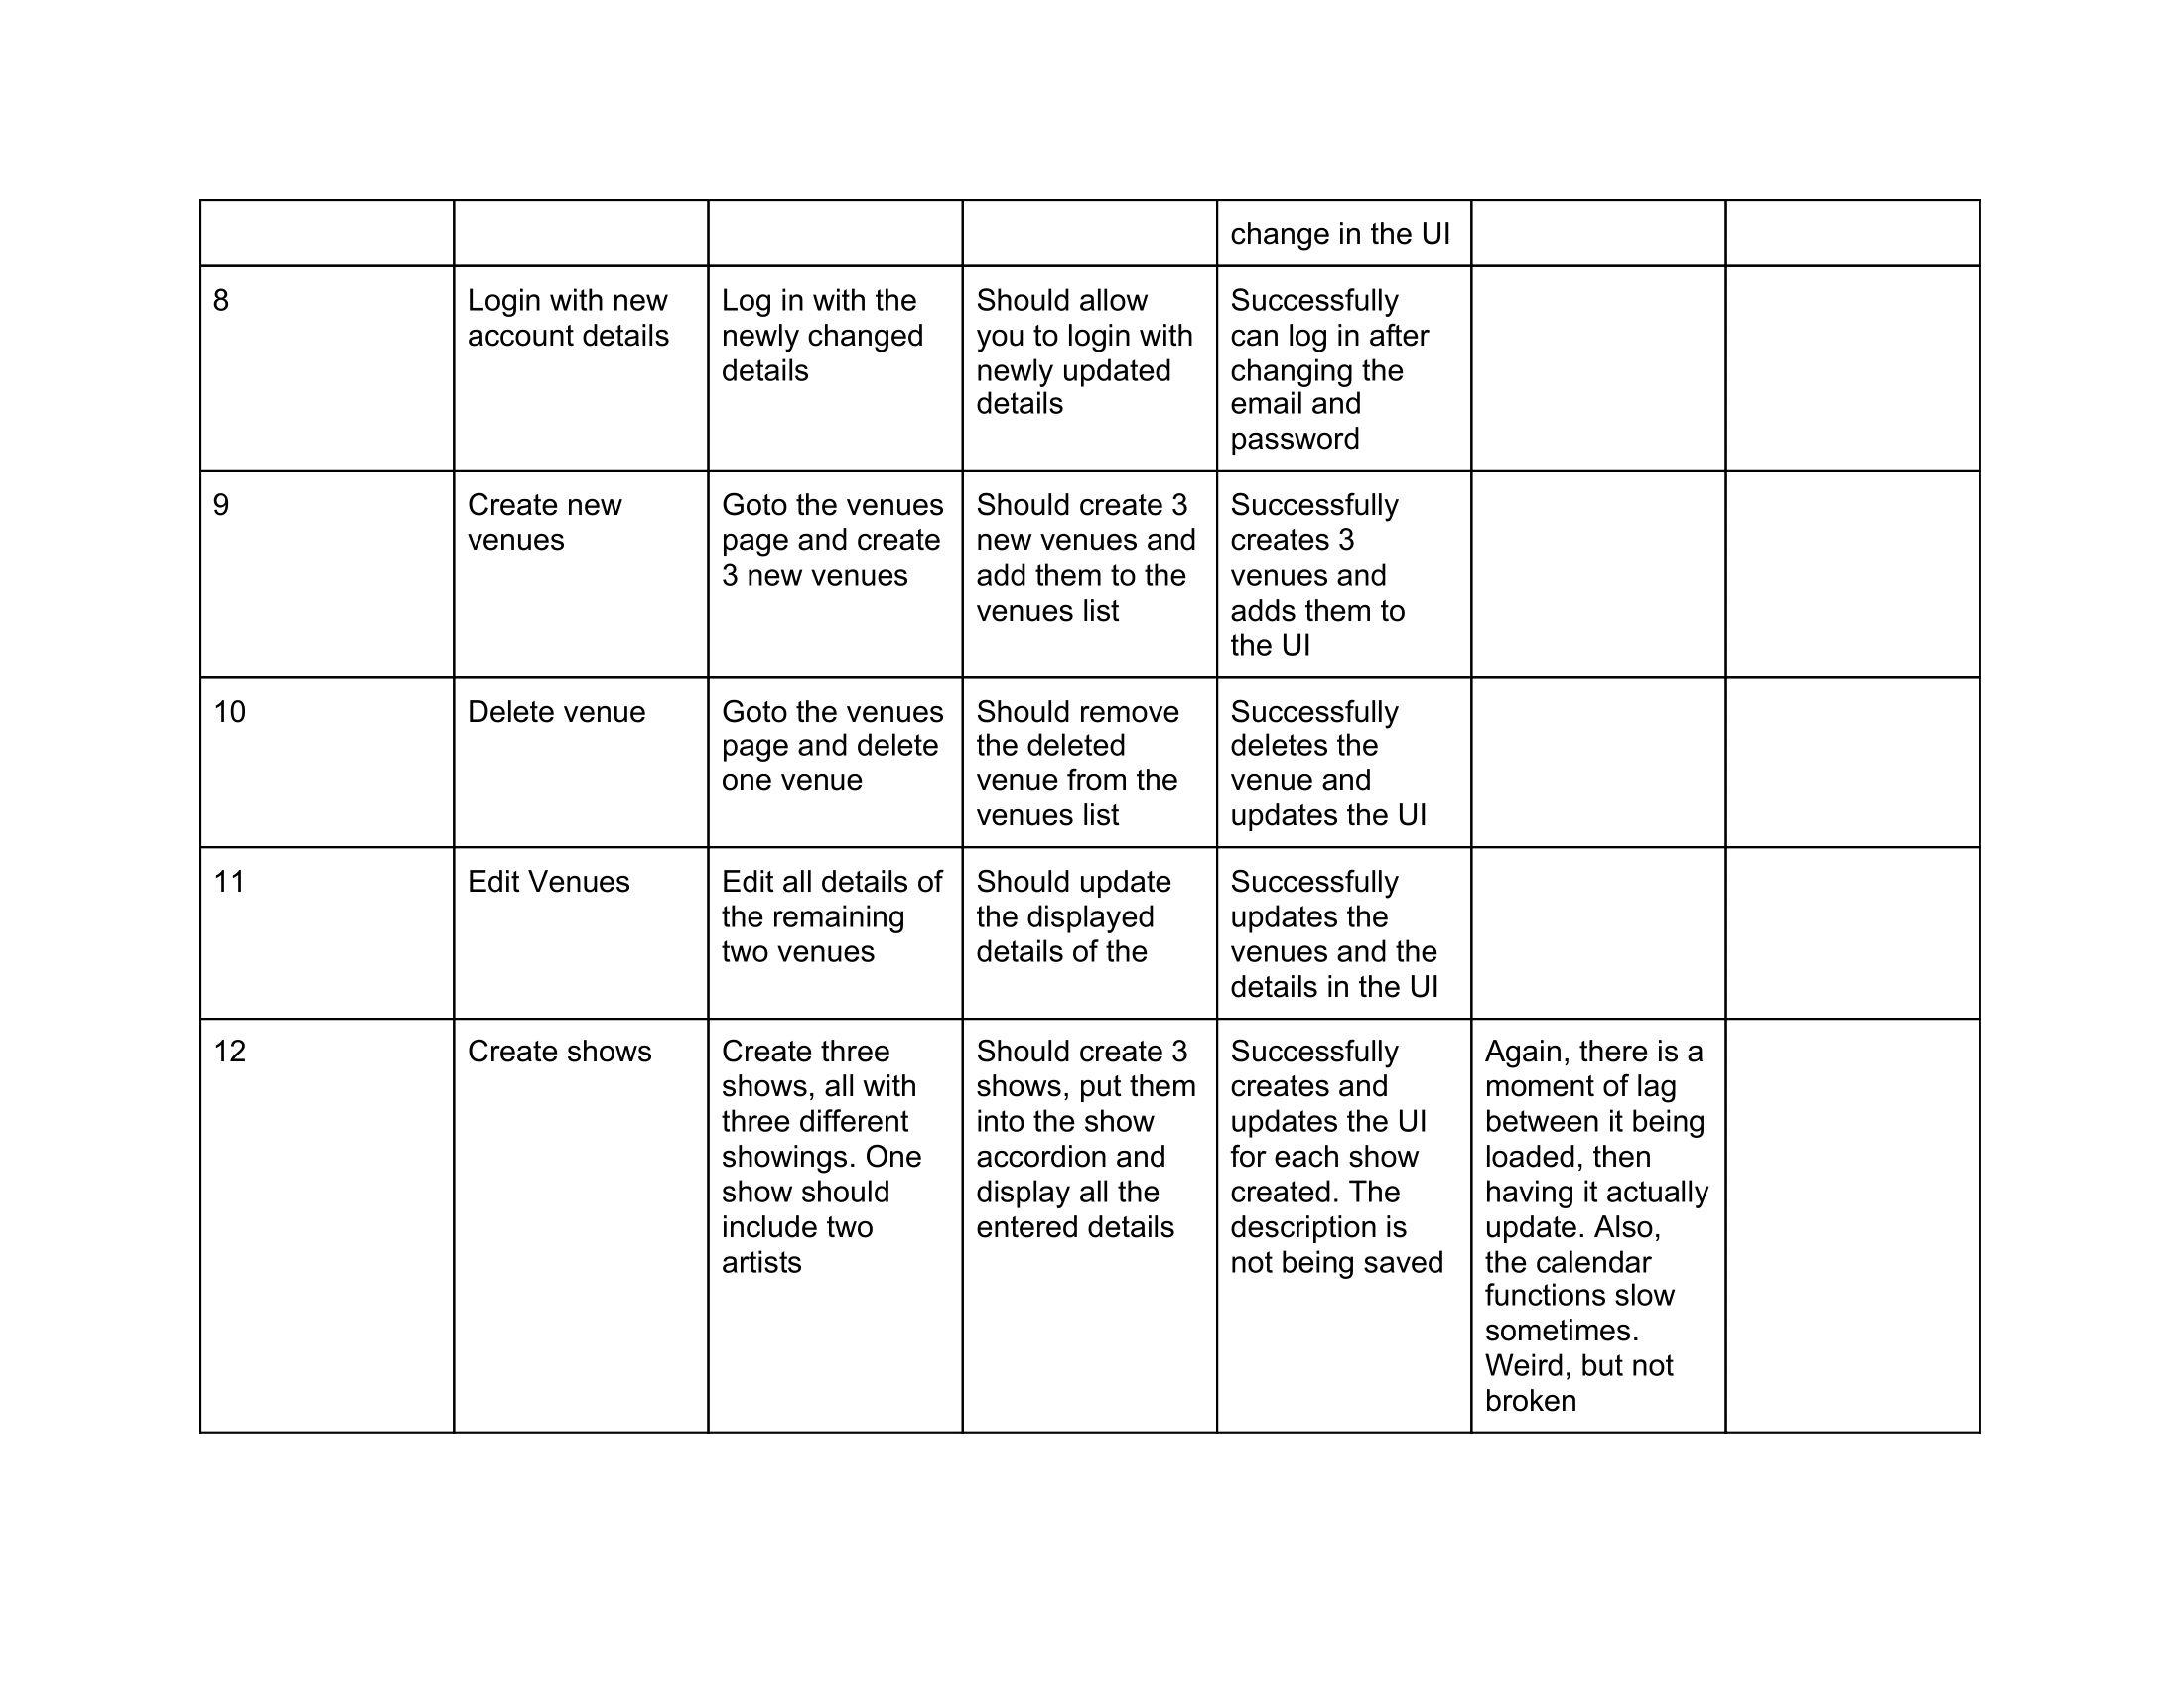 change in the UI
8
Login with new
account details
Log in with the
newly changed
details
Should allow
you to login with
newly updated
details
Successfully
can log in after
changing the
email and
password
9
Create new
venues
Goto the venues
page and create
3 new venues
Should create 3
new venues and
add them to the
venues list
Successfully
creates 3
venues and
adds them to
the UI
10
Delete venue
Goto the venues
page and delete
one venue
Should remove
the deleted
venue from the
venues list
Successfully
deletes the
venue and
updates the UI
11
Edit Venues
Edit all details of
the remaining
two venues
Should update
the displayed
details of the
Successfully
updates the
venues and the
details in the UI
12
Create shows
Create three
shows, all with
three different
showings. One
show should
include two
artists
Should create 3
shows, put them
into the show
accordion and
display all the
entered details
Successfully
creates and
updates the UI
for each show
created. The
description is
not being saved
Again, there is a
moment of lag
between it being
loaded, then
having it actually
update. Also,
the calendar
functions slow
sometimes.
Weird, but not
broken